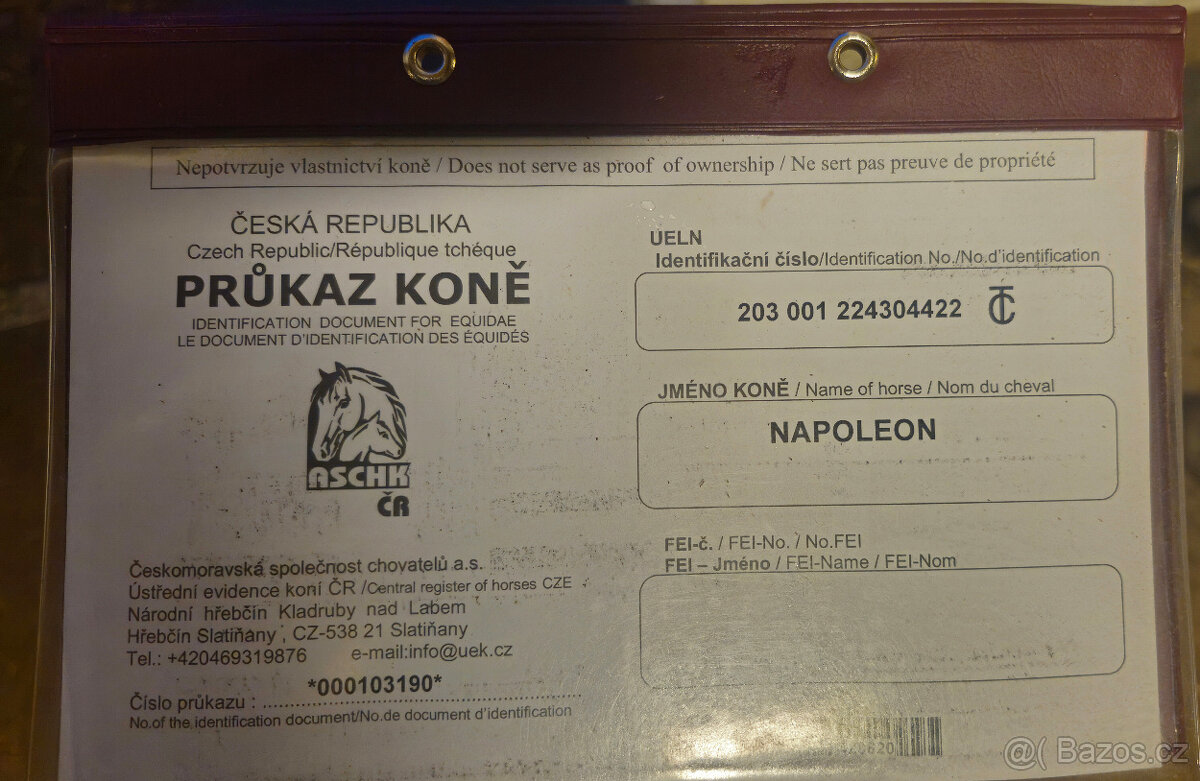 Nepotvrzuje vlastnictví koně / Does not serve as proof of ownership / Ne sert pas preuve de propriété
ČESKÁ REPUBLIKA
Czech Republic/République tchéque
PRŮKAZ KONĚ
IDENTIFICATION DOCUMENT FOR EQUIDAE
LE DOCUMENT D'IDENTIFICATION DES ÉQUIDÉS
ASCHK
ČR
Českomoravská společnost chovatelů a.s.
Ústřední evidence koní ČR /Central register of horses CZE
Národní hřebčín Kladruby nad Labem
Hřebčín Slatiňany , CZ-538 21 Slatiňany
Tel.: +420469319876 e-mail:info@uek.cz
*000103190*
Číslo průkazu : ..........................................................
No.of the identification document/No.de document d'identification
UELN
Identifikační číslo/Identification No./No.d'identification
203 001 224304422
JMÉNO KONĚ / Name of horse / Nom du cheval
NAPOLEON
FEI-č. / FEI-No. / No.FEI
FEI – Jméno / FEI-Name / FEI-Nom
@( Bazos.cz